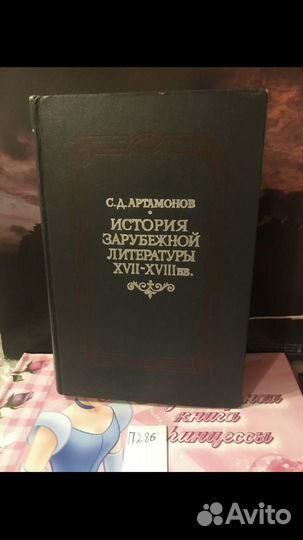 С.Д. АРТАМОНОВ
ИСТОРИЯ
ЗАРУБЕЖНОЙ
ЛИТЕРАТУРЫ
XVII-XVIII ВВ.
книга
принцессы
П286
Avito